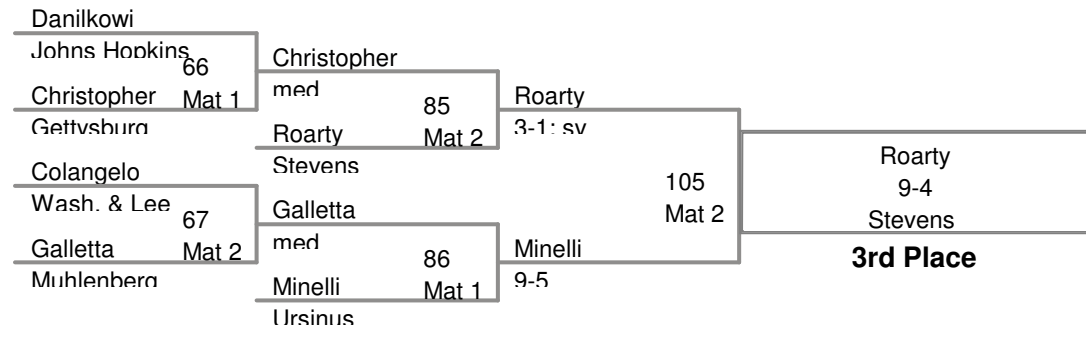 Danilkowi
Johns Hopkins
66
Mat 1
Christopher
Gettysburg
Colangelo
Wash. & Lee
67
Mat 2
Galletta
Muhlenberg
Christopher
med
85
Mat 2
Roarty
Stevens
Galletta
med
86
Mat 1
Minelli
Ursinus
Roarty
3-1; sv
105
Mat 2
Minelli
9-5
Roarty
9-4
Stevens
3rd Place